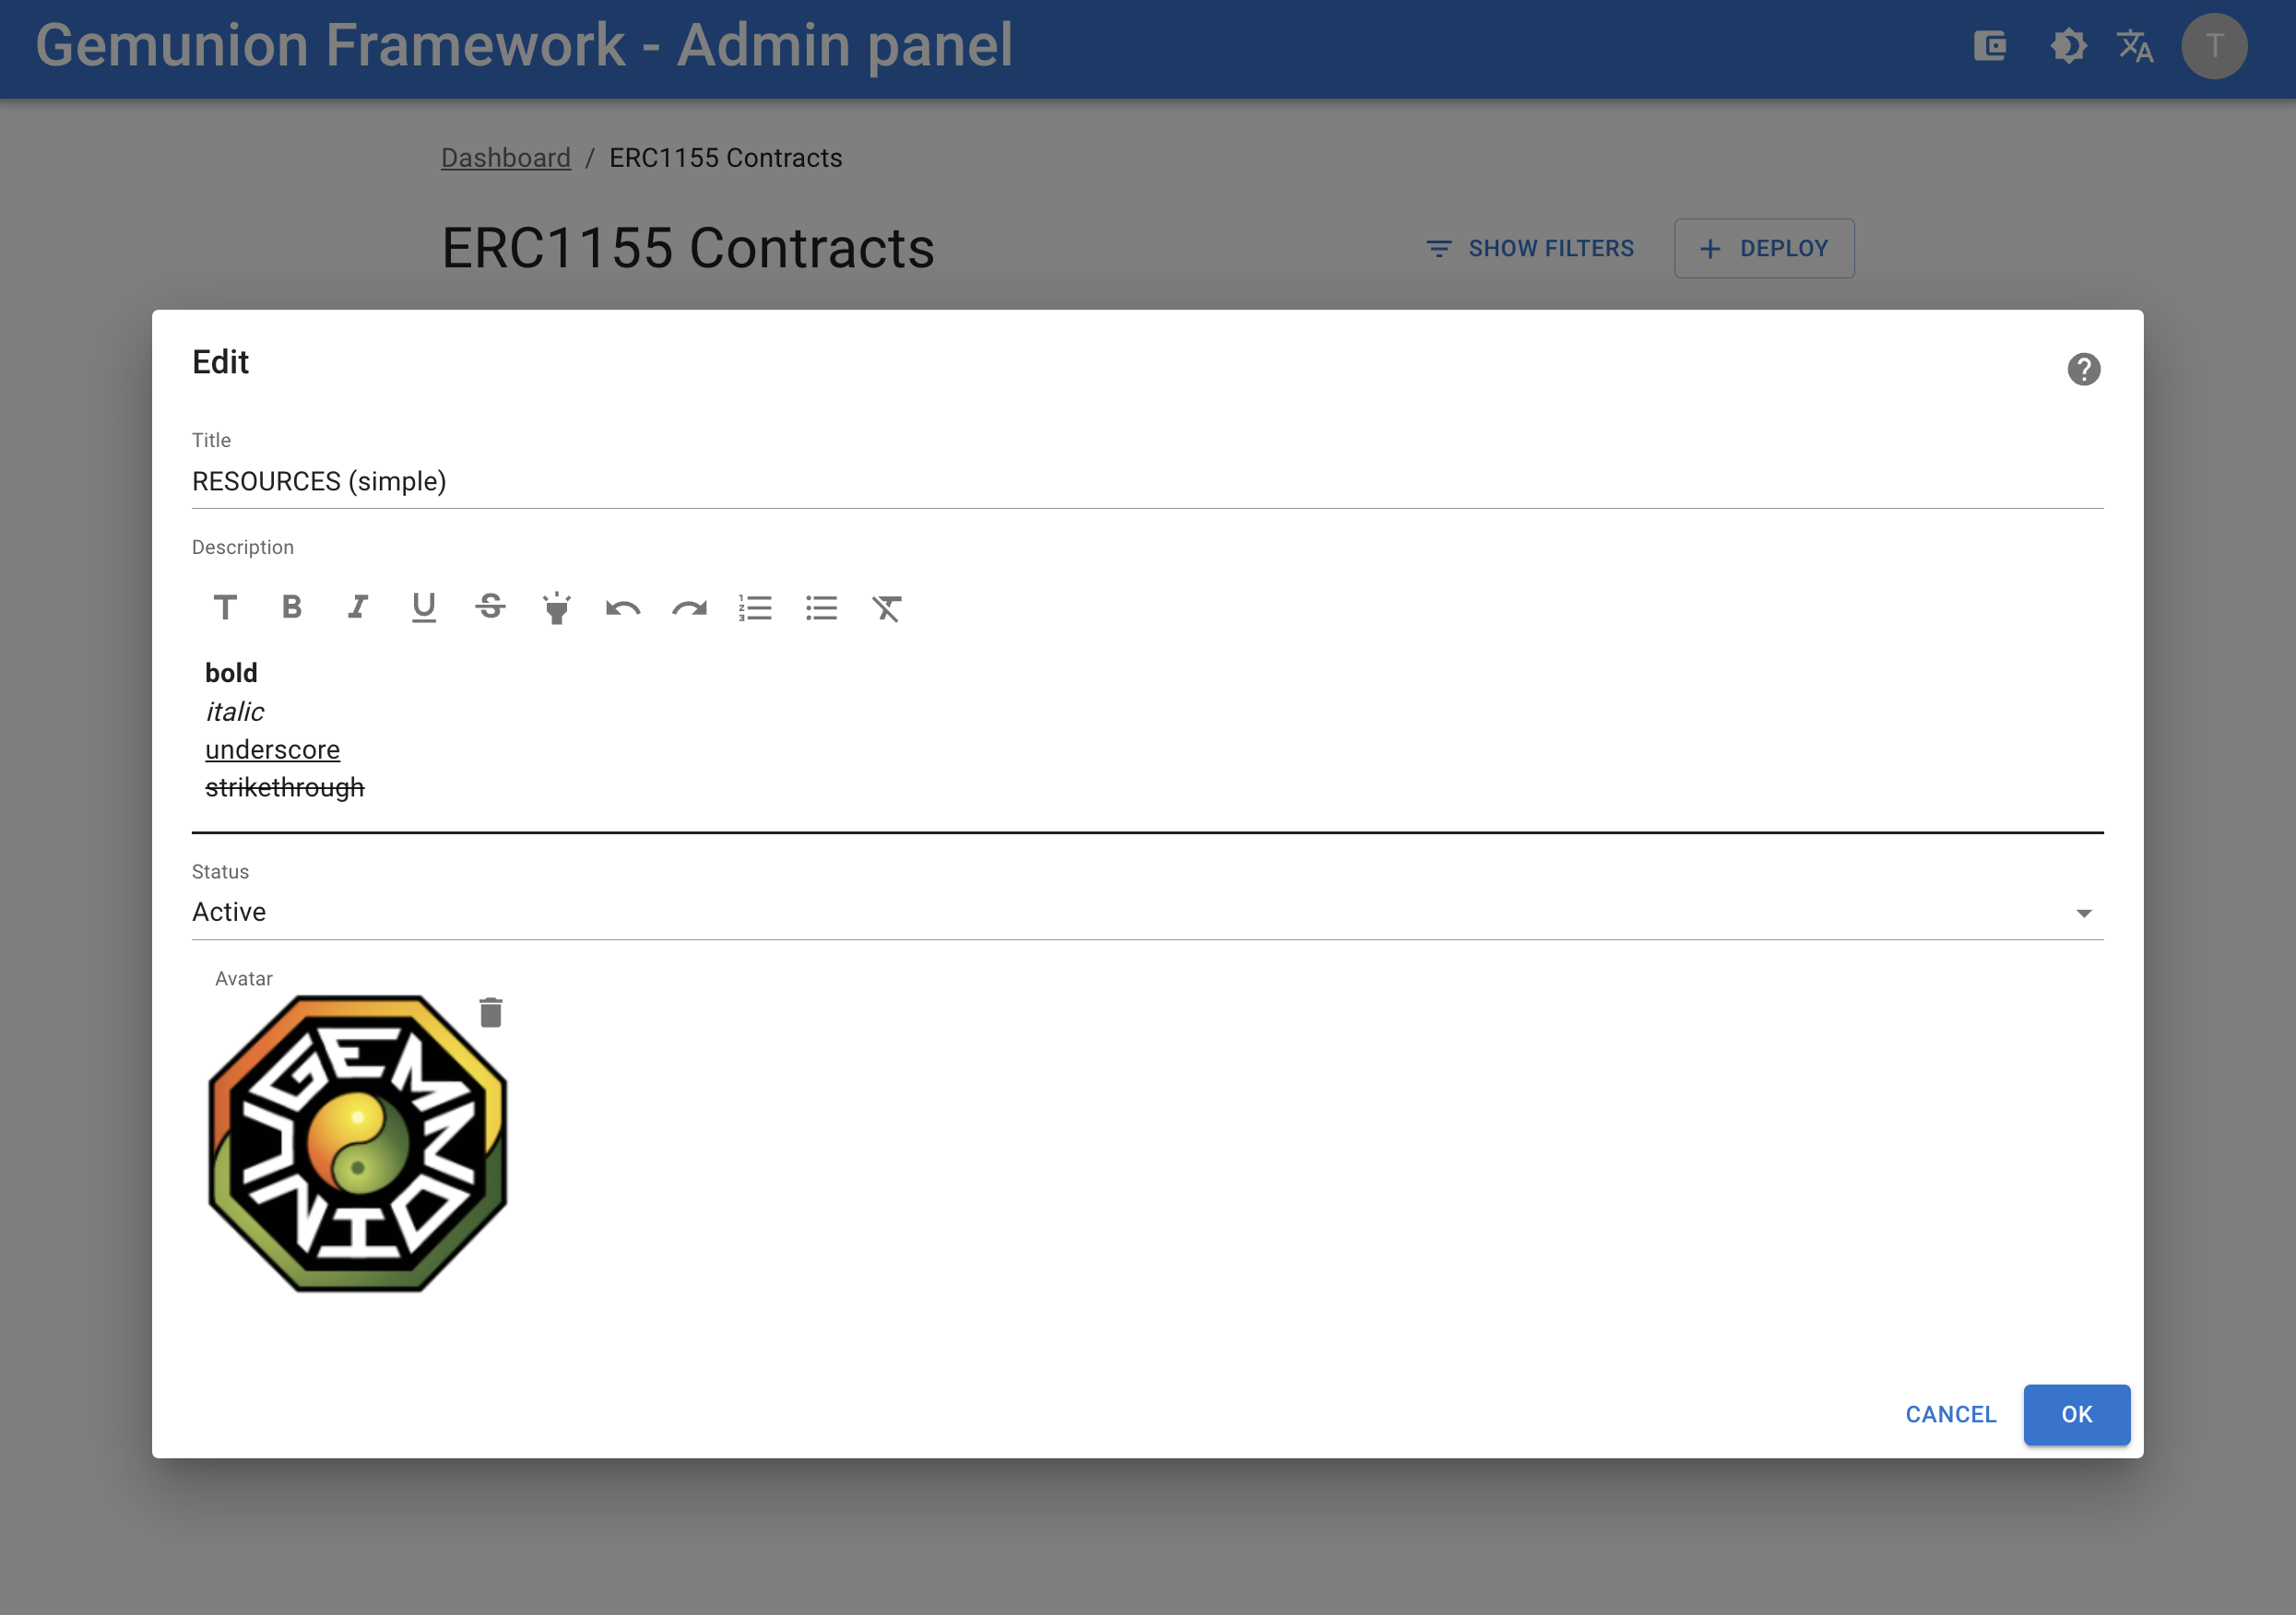 Gemunion Framework - Admin panel
T
Dashboard / ERC1155 Contracts
ERC1155 Contracts
SHOW FILTERS
+ DEPLOY
Edit
?
Title
RESOURCES (simple)
Description
T B I U S
bold
italic
underscore
strikethrough
Status
Active
Avatar
GEMUNION
CANCEL
OK